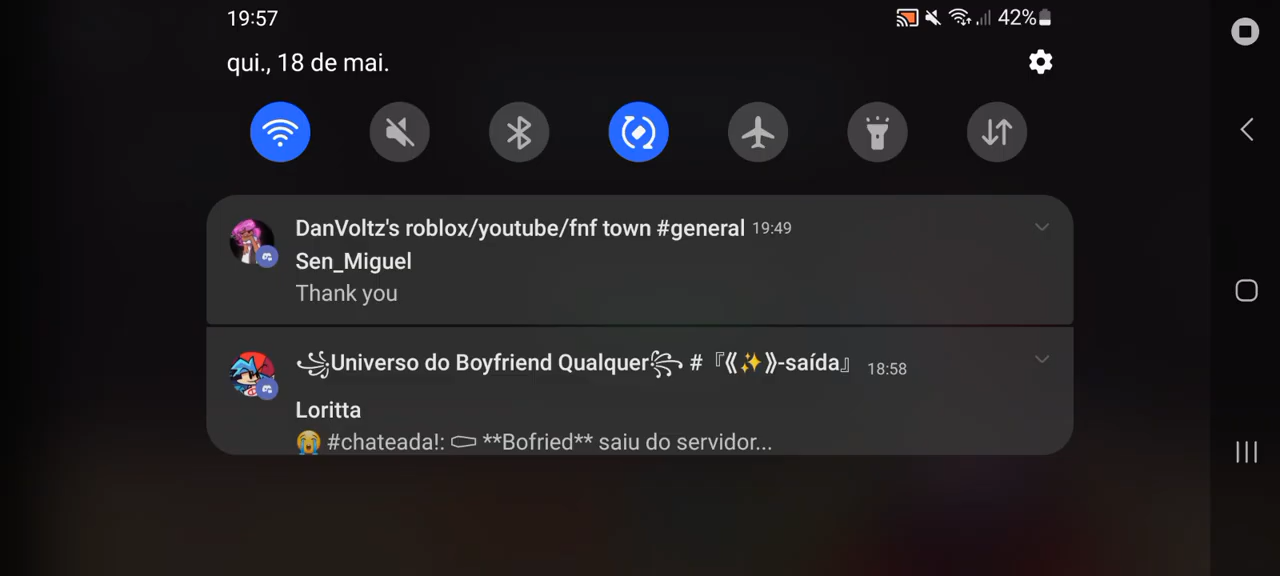 19:57
42%
qui., 18 de mai.
DanVoltz's roblox/youtube/fnf town #general 19:49
Sen_Miguel
Thank you
꧁Universo do Boyfriend Qualquer꧂ #『⟪✨⟫-saída』 18:58
Loritta
😭 #chateada!: ⚰ **Bofried** saiu do servidor...